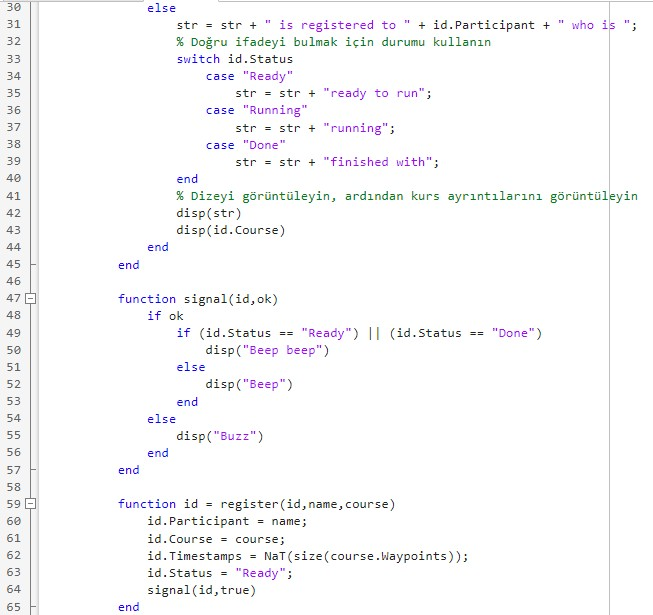 30 else
31 str = str + " is registered to " + id.Participant + " who is ";
32 % Doğru ifadeyi bulmak için durumu kullanın
33 switch id.Status
34 case "Ready"
35 str = str + "ready to run";
36 case "Running"
37 str = str + "running";
38 case "Done"
39 str = str + "finished with";
40 end
41 % Dizeyi görüntüleyin, ardından kurs ayrıntılarını görüntüleyin
42 disp(str)
43 disp(id.Course)
44 end
45 end
46
47 function signal(id,ok)
48 if ok
49 if (id.Status == "Ready") || (id.Status == "Done")
50 disp("Beep beep")
51 else
52 disp("Beep")
53 end
54 else
55 disp("Buzz")
56 end
57 end
58
59 function id = register(id,name,course)
60 id.Participant = name;
61 id.Course = course;
62 id.Timestamps = NaT(size(course.Waypoints));
63 id.Status = "Ready";
64 signal(id,true)
65 end